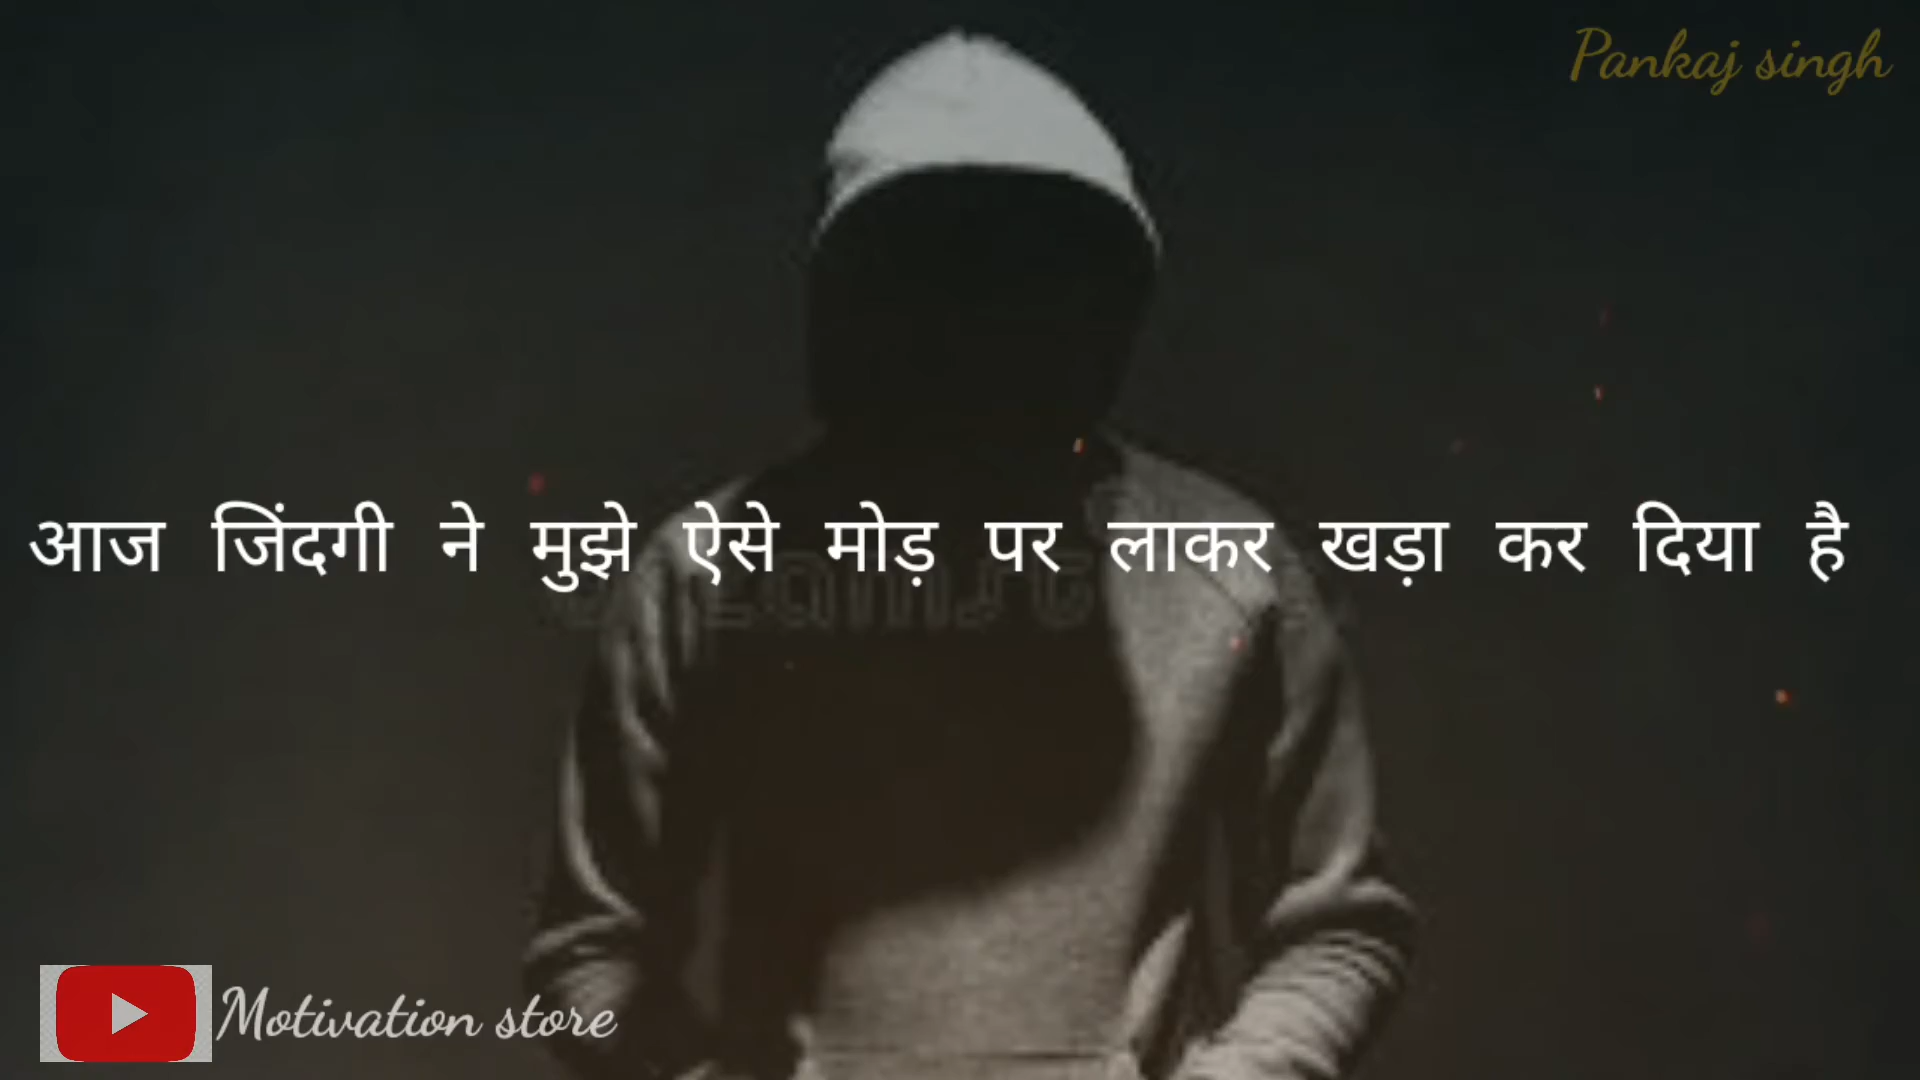 Pankaj singh
आज जिंदगी ने मुझे ऐसे मोड़ पर लाकर खड़ा कर दिया है
Motivation store